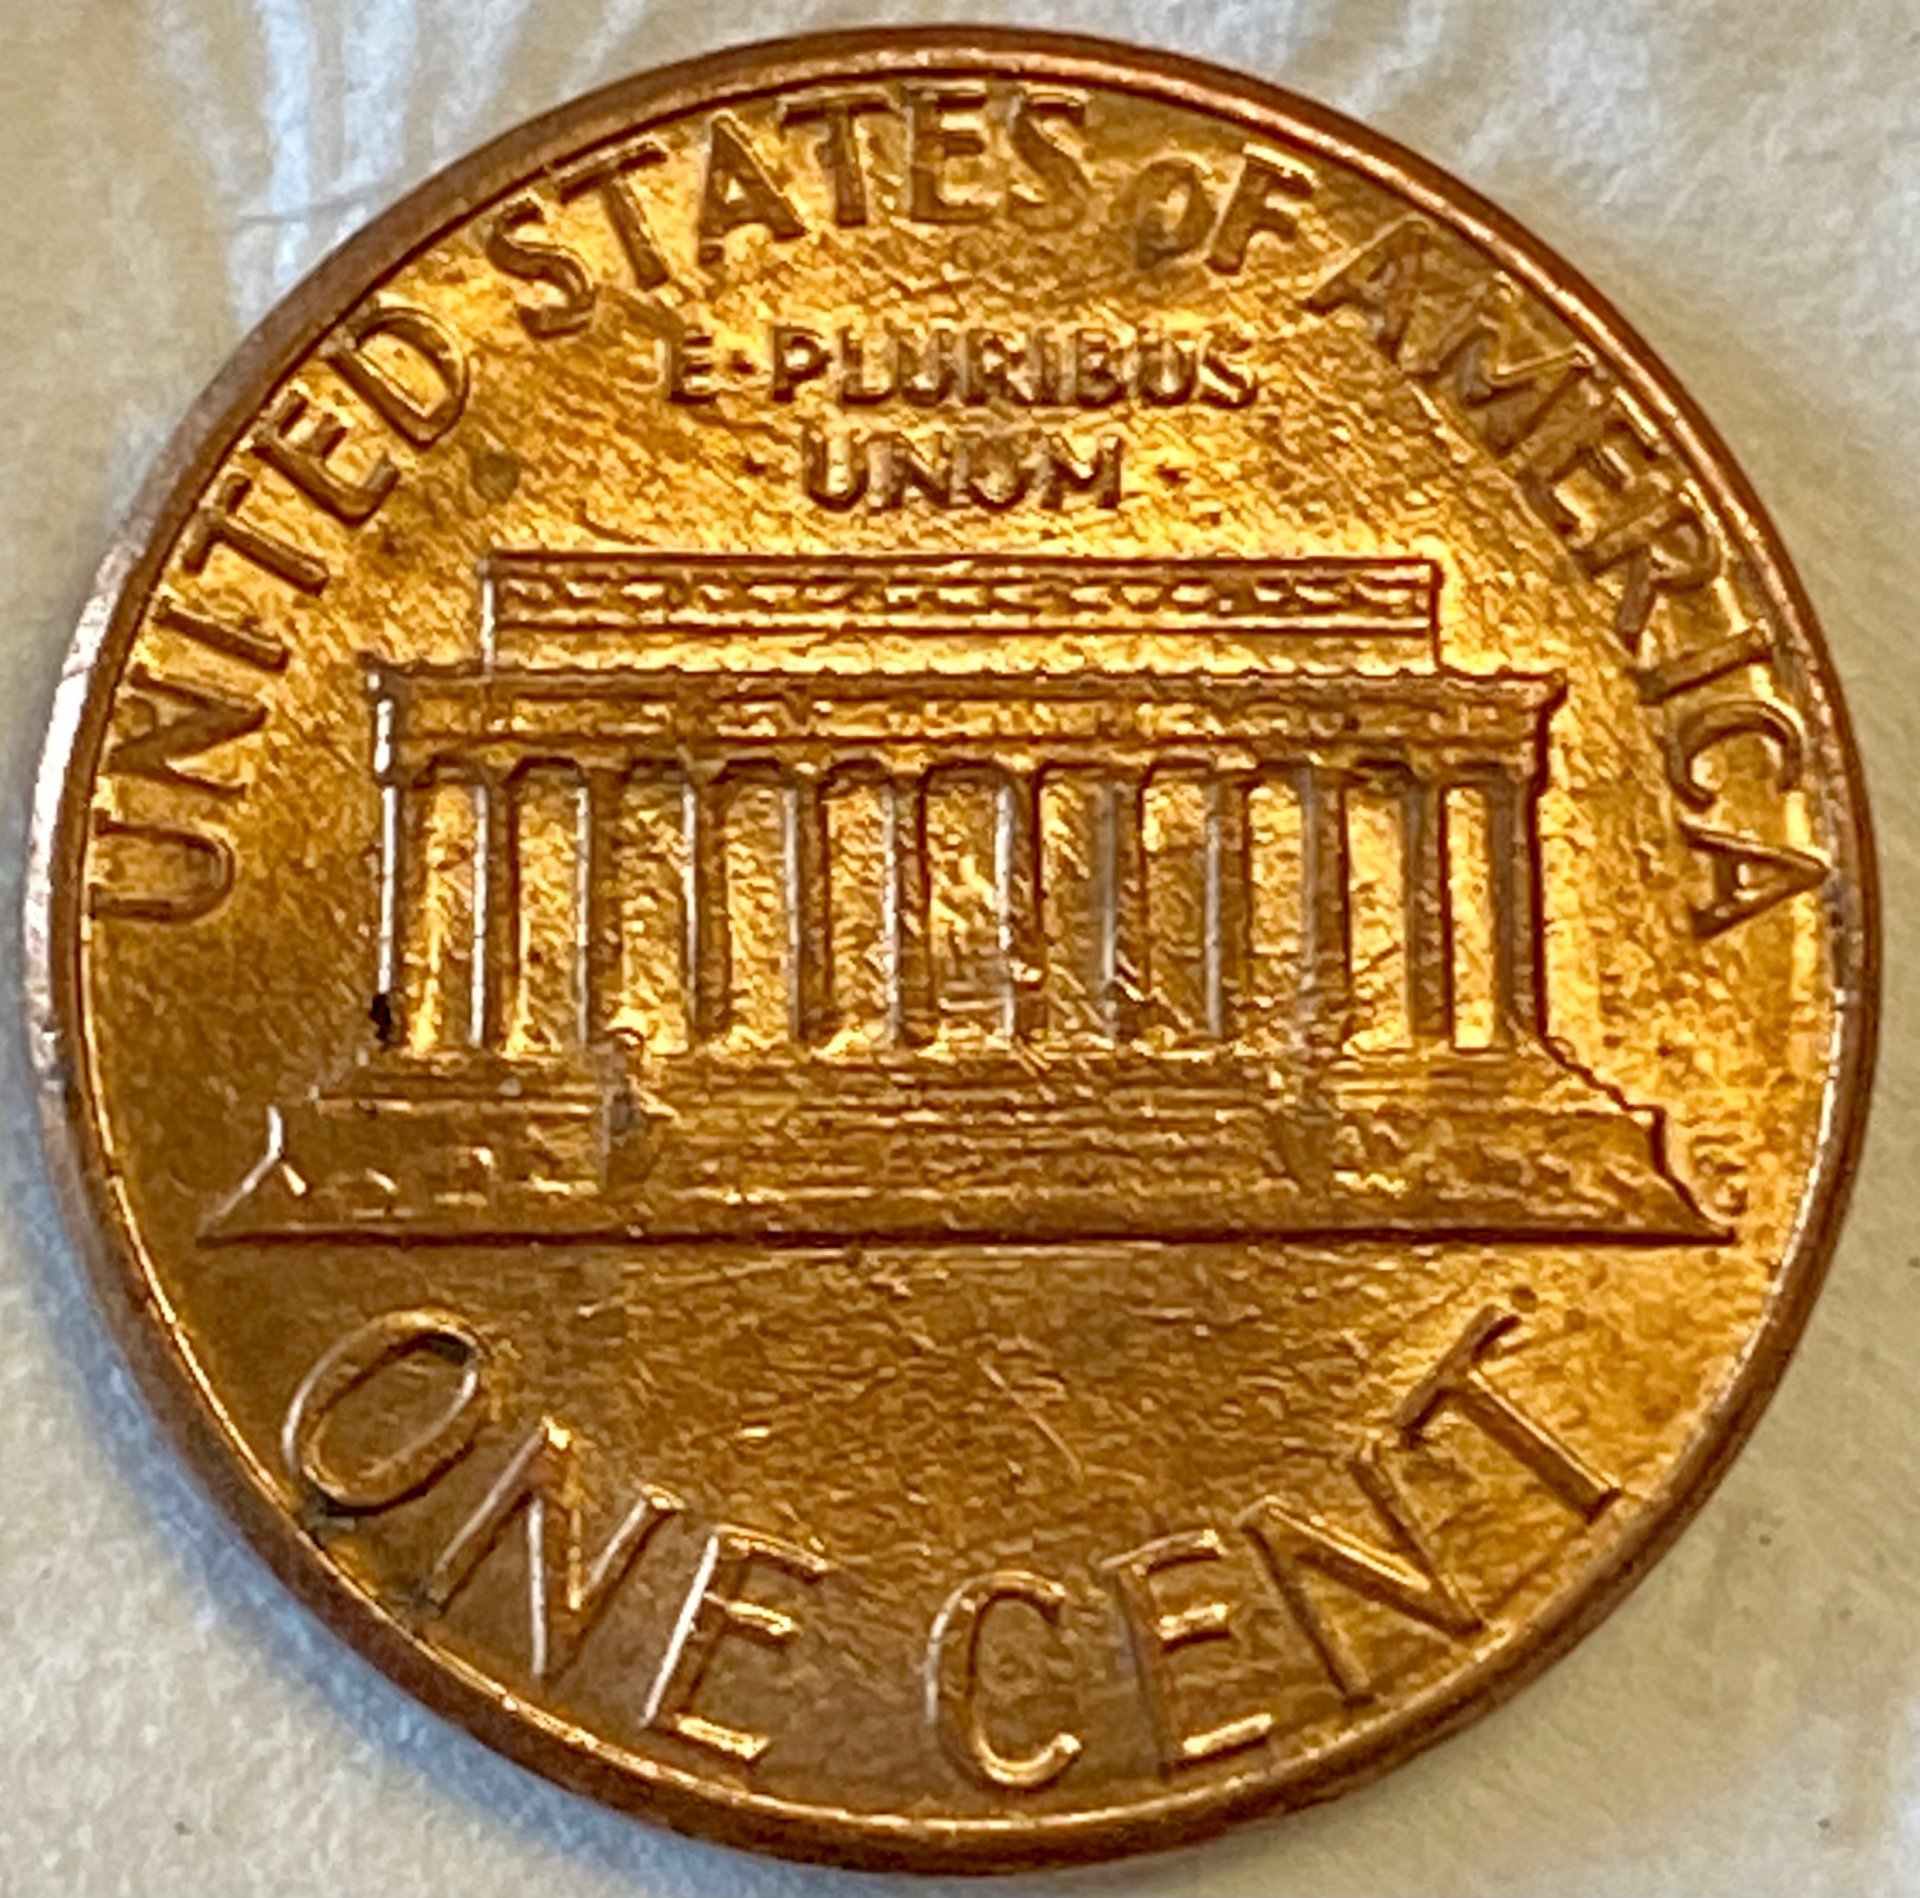 UNITED STATES OF AMERICA
E · PLURIBUS
· UNUM ·
ONE CENT